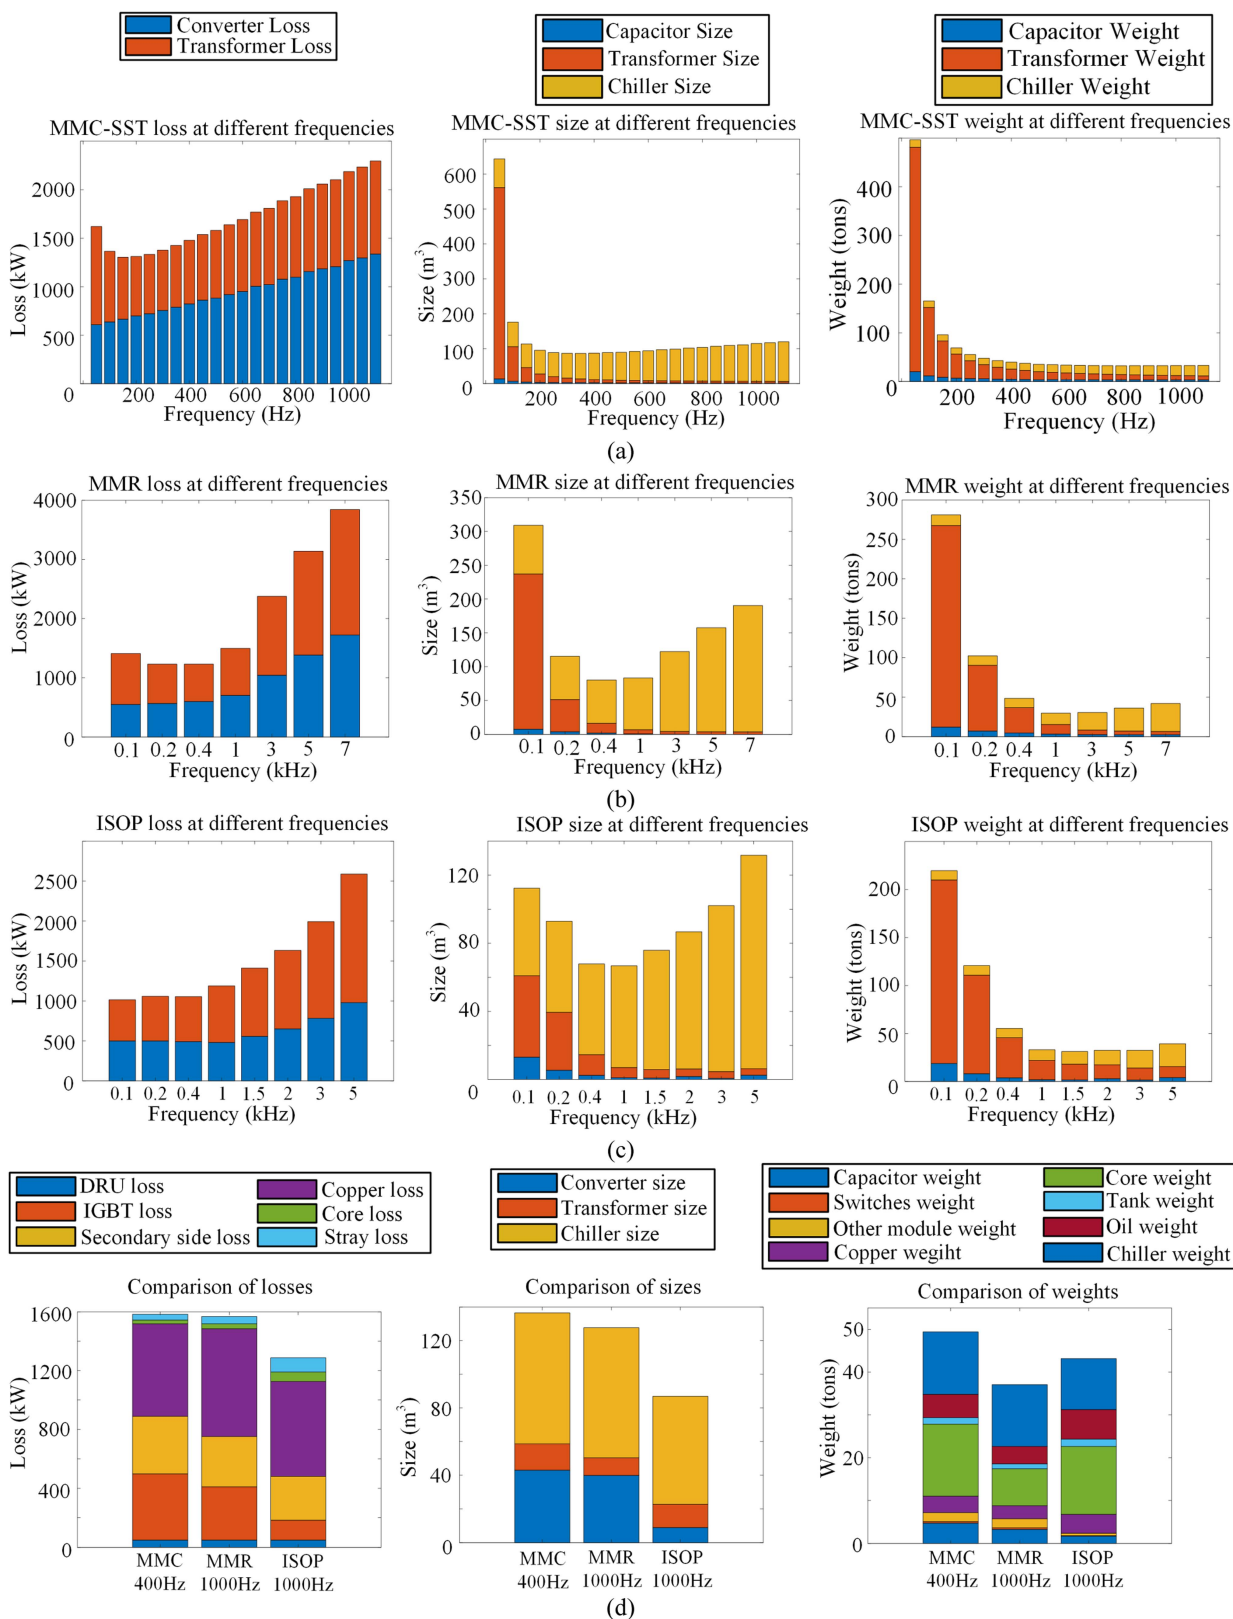 Converter Loss
Transformer Loss
Capacitor Size
Transformer Size
Chiller Size
Capacitor Weight
Transformer Weight
Chiller Weight
MMC-SST loss at different frequencies
2000
1500
1000
500
0
Loss (kW)
200 400 600 800 1000
Frequency (Hz)
MMC-SST size at different frequencies
600
500
400
300
200
100
0
Size (m³)
200 400 600 800 1000
Frequency (Hz)
MMC-SST weight at different frequencies
400
300
200
100
0
Weight (tons)
200 400 600 800 1000
Frequency (Hz)
(a)
MMR loss at different frequencies
4000
3000
2000
1000
0
Loss (kW)
0.1 0.2 0.4 1 3 5 7
Frequency (kHz)
MMR size at different frequencies
350
300
250
200
150
100
50
0
Size (m³)
0.1 0.2 0.4 1 3 5 7
Frequency (kHz)
MMR weight at different frequencies
300
250
200
150
100
50
0
Weight (tons)
0.1 0.2 0.4 1 3 5 7
Frequency (kHz)
(b)
ISOP loss at different frequencies
2500
2000
1500
1000
500
0
Loss (kW)
0.1 0.2 0.4 1 1.5 2 3 5
Frequency (kHz)
ISOP size at different frequencies
120
80
40
0
Size (m³)
0.1 0.2 0.4 1 1.5 2 3 5
Frequency (kHz)
ISOP weight at different frequencies
200
150
100
50
0
Weight (tons)
0.1 0.2 0.4 1 1.5 2 3 5
Frequency (kHz)
(c)
DRU loss
IGBT loss
Secondary side loss
Copper loss
Core loss
Stray loss
Converter size
Transformer size
Chiller size
Capacitor weight
Switches weight
Other module weight
Copper wegiht
Core weight
Tank weight
Oil weight
Chiller weight
Comparison of losses
1600
1200
800
400
0
Loss (kW)
MMC MMR ISOP
400Hz 1000Hz 1000Hz
Comparison of sizes
120
80
40
0
Size (m³)
MMC MMR ISOP
400Hz 1000Hz 1000Hz
Comparison of weights
50
40
20
0
Weight (tons)
MMC MMR ISOP
400Hz 1000Hz 1000Hz
(d)